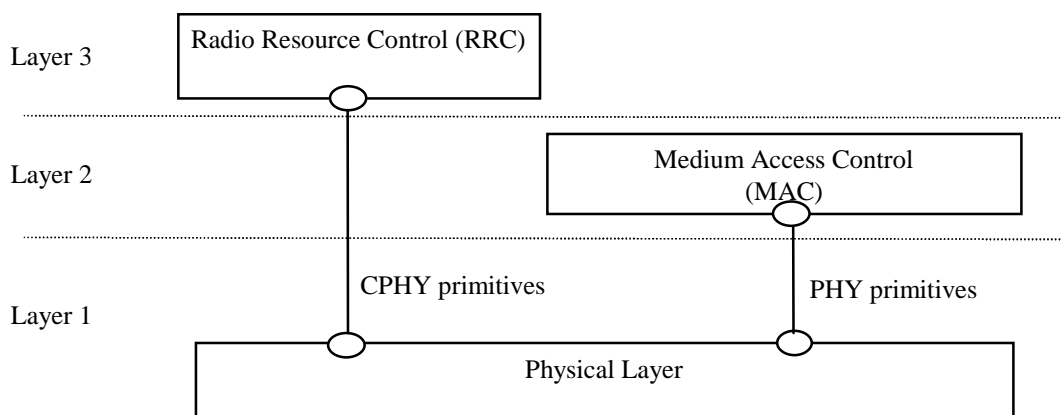 Radio Resource Control (RRC)
Layer 3
Medium Access Control
(MAC)
Layer 2
CPHY primitives
PHY primitives
Layer 1
Physical Layer